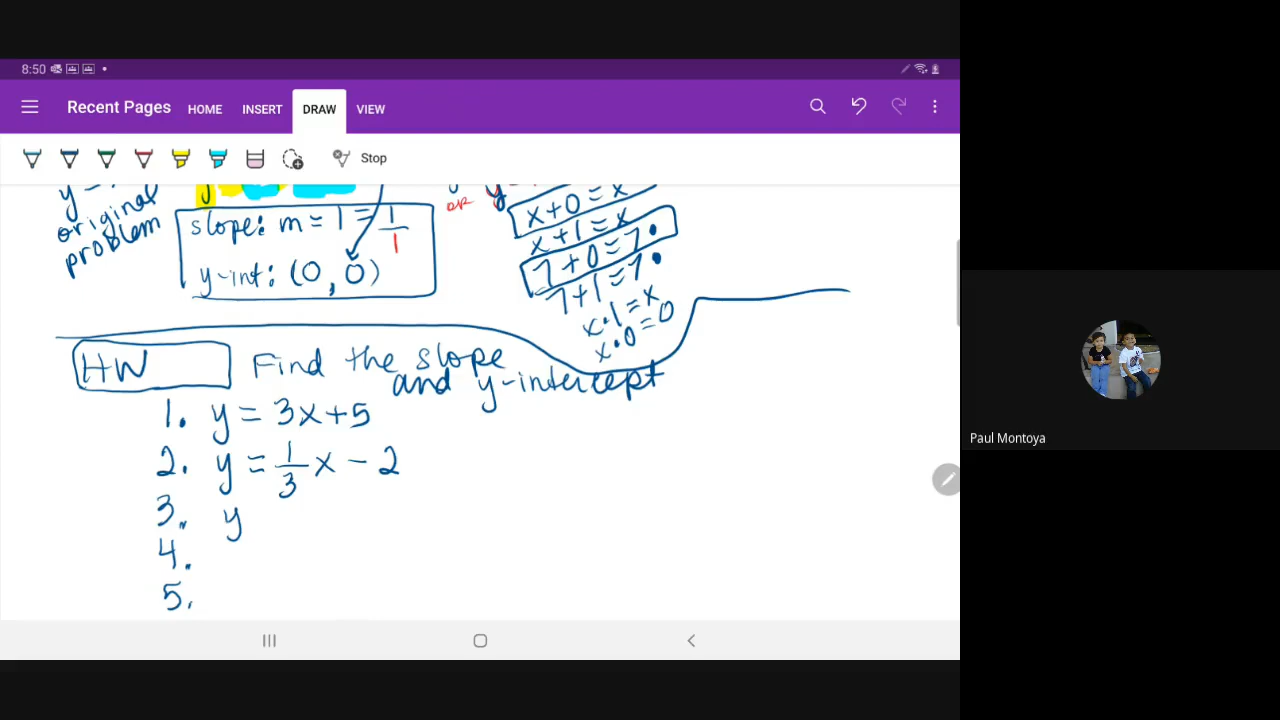 8:50
Recent Pages HOME INSERT DRAW VIEW
Stop
original
problem
slope: m = 1 = 1/1
y-int: (0, 0)
or
x+0=x
x+1=x
7+0=7.
7+1=7.
x·1=x
x·0=0
HW Find the slope
and y-intercept
1. y = 3x+5
2. y = 1/3 x - 2
3. y
4.
5.
Paul Montoya